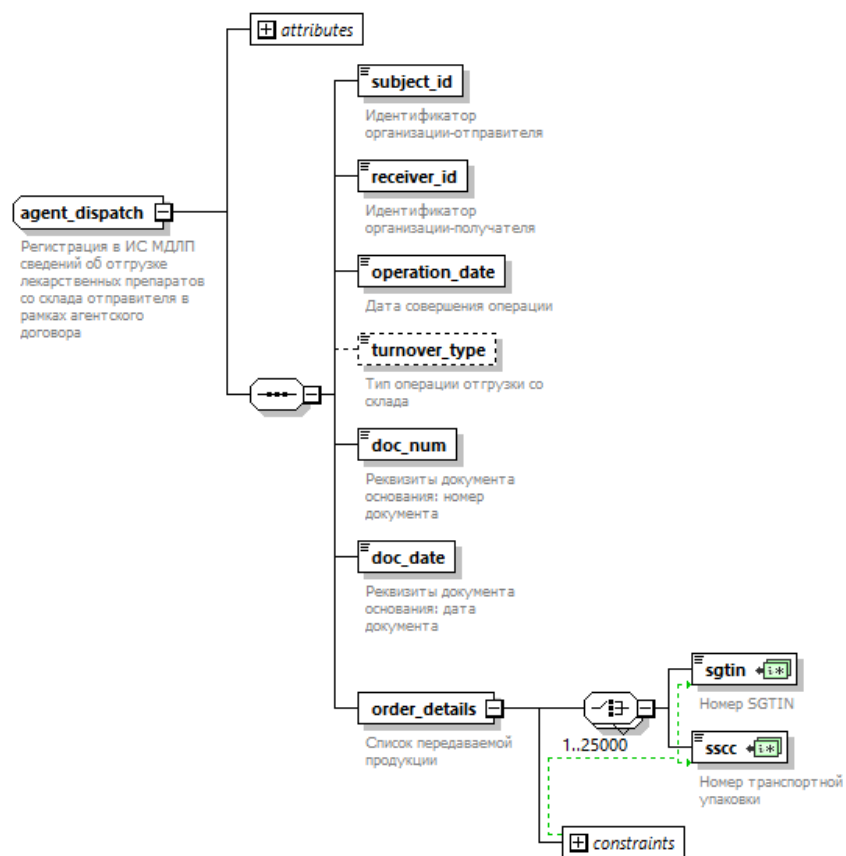 attributes
subject_id
Идентификатор
организации-отправителя
receiver_id
Идентификатор
организации-получателя
agent_dispatch
Регистрация в ИС МДЛП
сведений об отгрузке
лекарственных препаратов
со склада отправителя в
рамках агентского
договора
operation_date
Дата совершения операции
turnover_type
Тип операции отгрузки со
склада
doc_num
Реквизиты документа
основания: номер
документа
doc_date
Реквизиты документа
основания: дата
документа
order_details
Список передаваемой
продукции
1..25000
sgtin
i*
Номер SGTIN
sscc
i*
Номер транспортной
упаковки
constraints